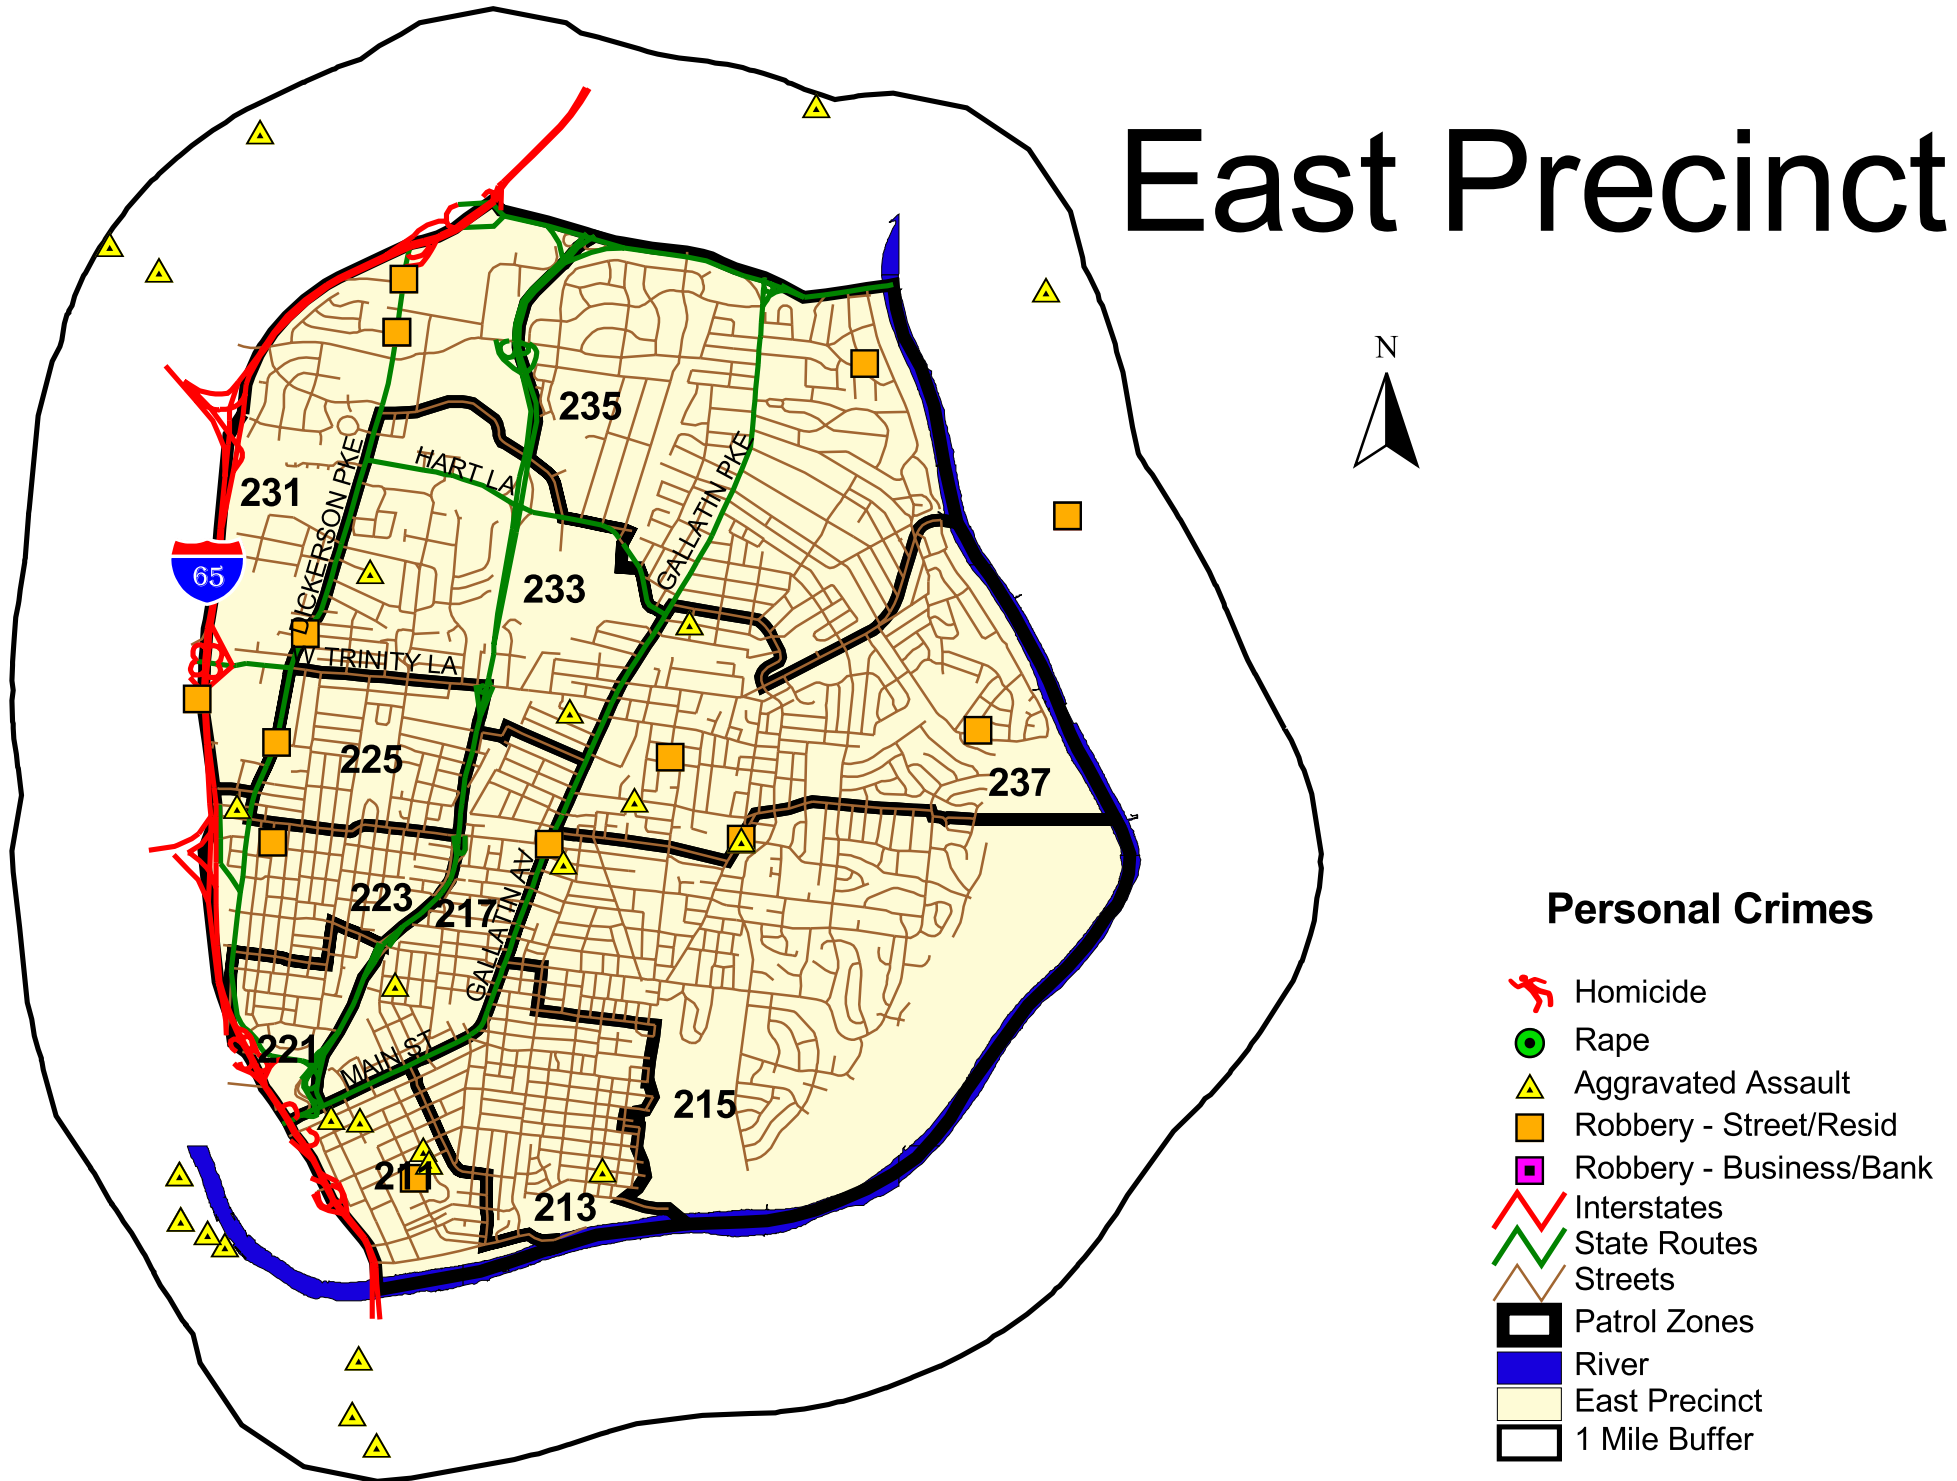 East Precinct
N
235
HART LA
231
DICKERSON PKE
GALLATIN PKE
65
233
W TRINITY LA
225
237
223
217
GALLATIN AV
221
MAIN ST
215
211
213
Personal Crimes
Homicide
Rape
Aggravated Assault
Robbery - Street/Resid
Robbery - Business/Bank
Interstates
State Routes
Streets
Patrol Zones
River
East Precinct
1 Mile Buffer